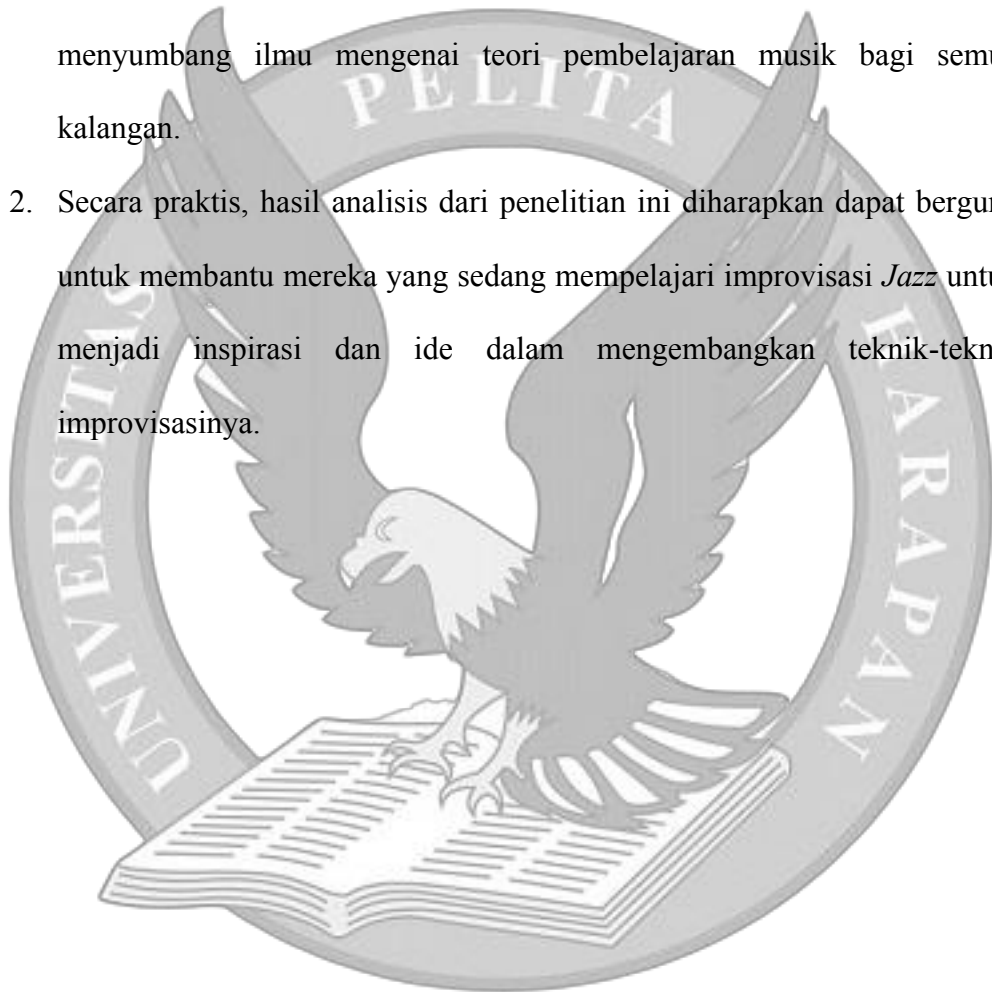 menyumbang ilmu mengenai teori pembelajaran musik bagi semu
kalangan.
2. Secara praktis, hasil analisis dari penelitian ini diharapkan dapat bergun
untuk membantu mereka yang sedang mempelajari improvisasi Jazz untu
menjadi inspirasi dan ide dalam mengembangkan teknik-tekn
improvisasinya.
UNIVERSITAS PELITA HARAPAN